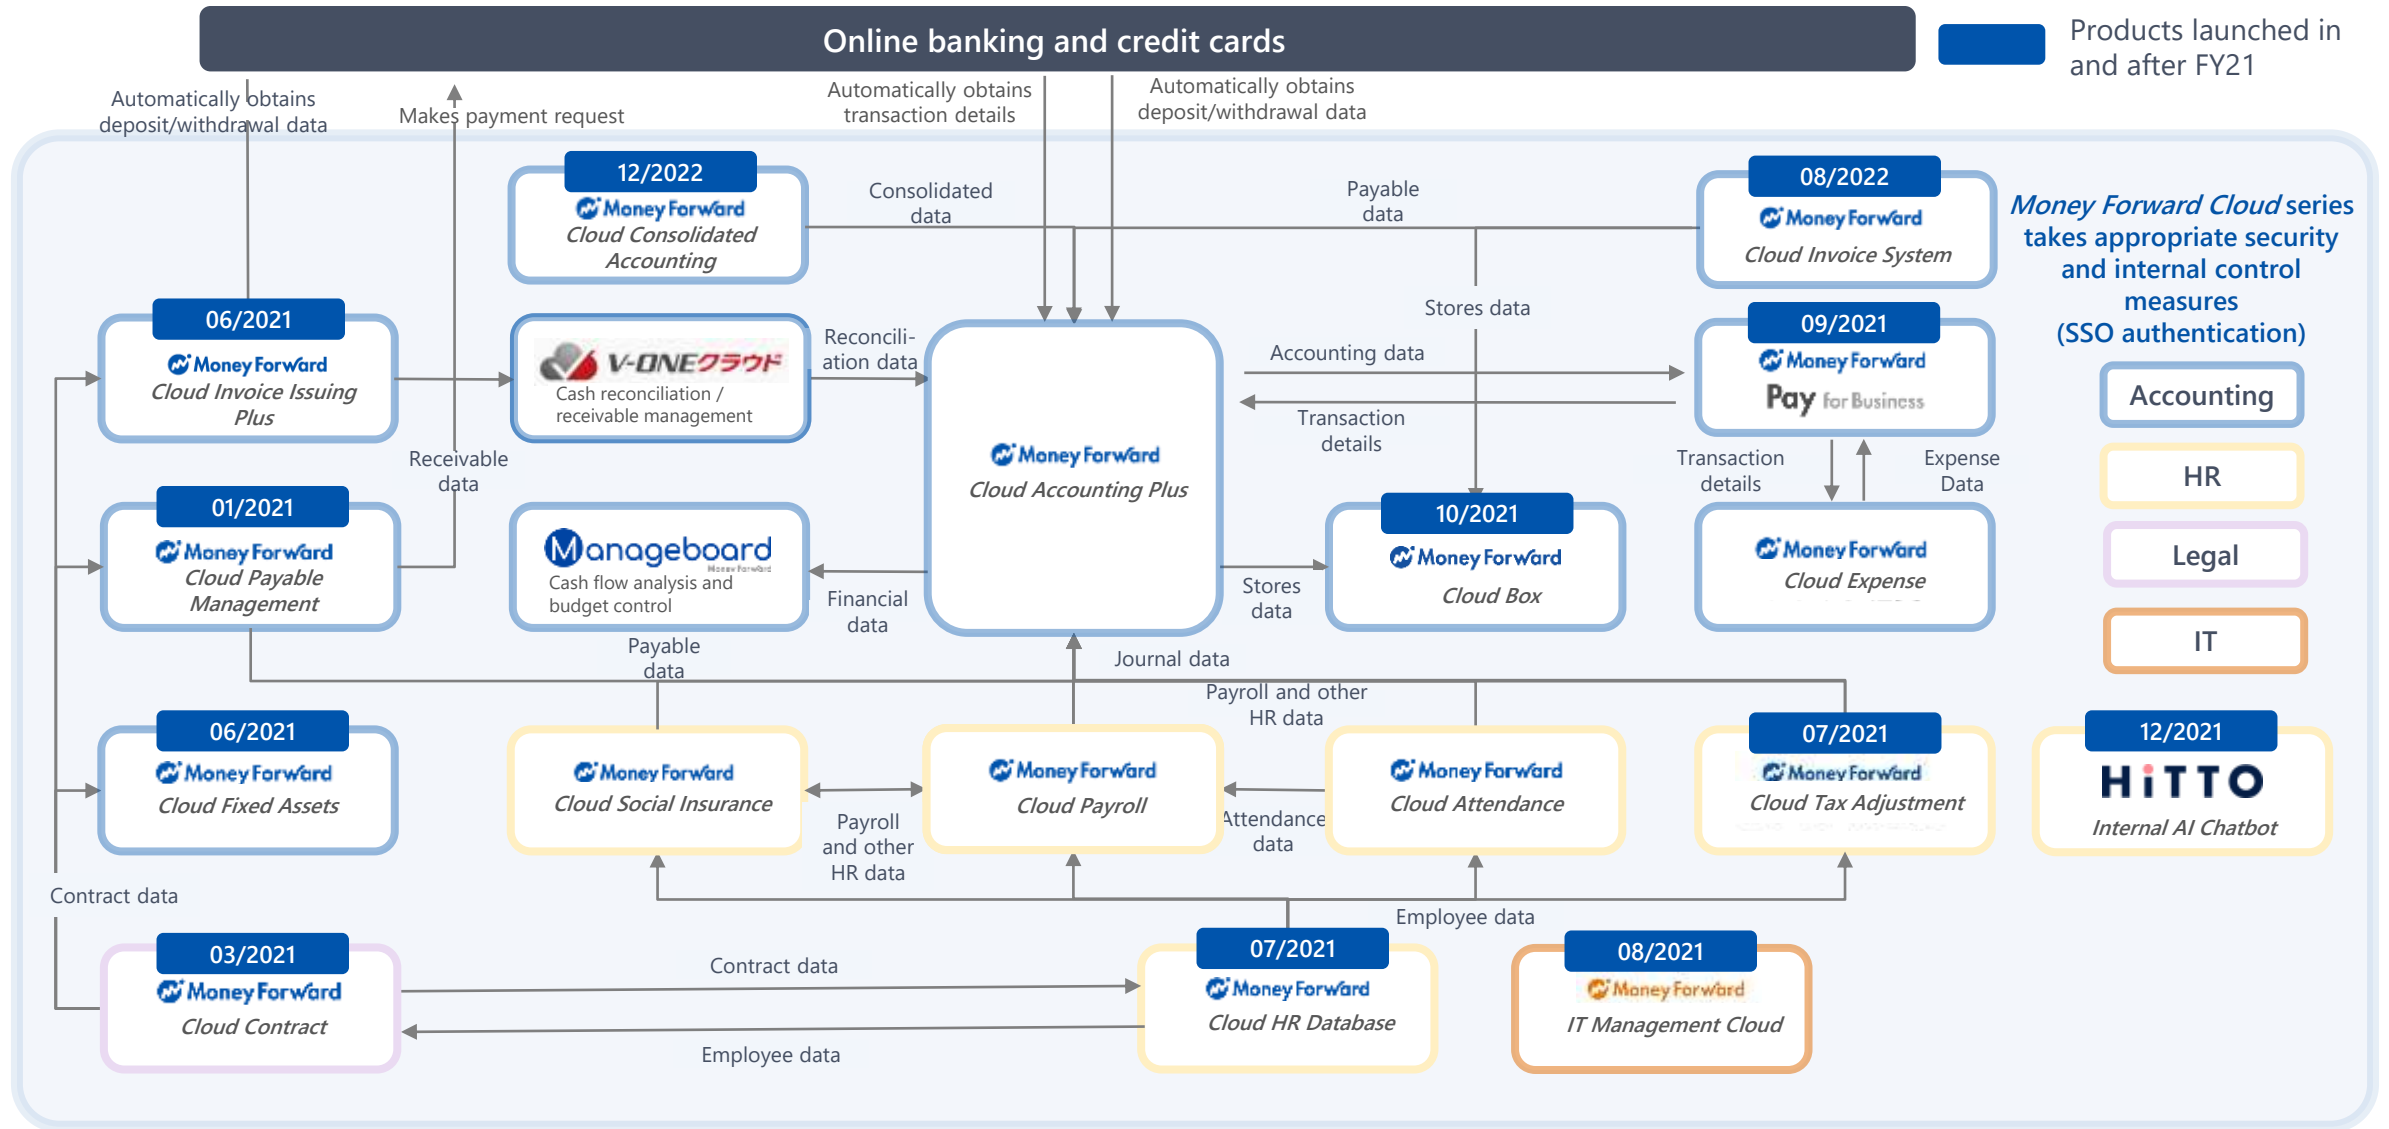 Online banking and credit cards
Products launched in
and after FY21
Automatically obtains
deposit/withdrawal data
Makes payment request
Automatically obtains
transaction details
Automatically obtains
deposit/withdrawal data
12/2022
Money Forward
Cloud Consolidated
Accounting
Consolidated
data
Payable
data
08/2022
Money Forward
Cloud Invoice System
Money Forward Cloud series
takes appropriate security
and internal control
measures
(SSO authentication)
06/2021
Money Forward
Cloud Invoice Issuing
Plus
V-ONEクラウド
Cash reconciliation /
receivable management
Reconcili-
ation data
Stores data
Accounting data
Transaction
details
09/2021
Money Forward
Pay for Business
Accounting
HR
Legal
IT
Receivable
data
Money Forward
Cloud Accounting Plus
Transaction
details
Expense
Data
01/2021
Money Forward
Cloud Payable
Management
Manageboard
Money Forward
Cash flow analysis and
budget control
Financial
data
Stores
data
10/2021
Money Forward
Cloud Box
Money Forward
Cloud Expense
Payable
data
Journal data
Payroll and other
HR data
06/2021
Money Forward
Cloud Fixed Assets
Money Forward
Cloud Social Insurance
Payroll
and other
HR data
Money Forward
Cloud Payroll
Attendance
data
Money Forward
Cloud Attendance
07/2021
Money Forward
Cloud Tax Adjustment
12/2021
HiTTO
Internal AI Chatbot
Contract data
Employee data
03/2021
Money Forward
Cloud Contract
Contract data
Employee data
07/2021
Money Forward
Cloud HR Database
08/2021
Money Forward
IT Management Cloud